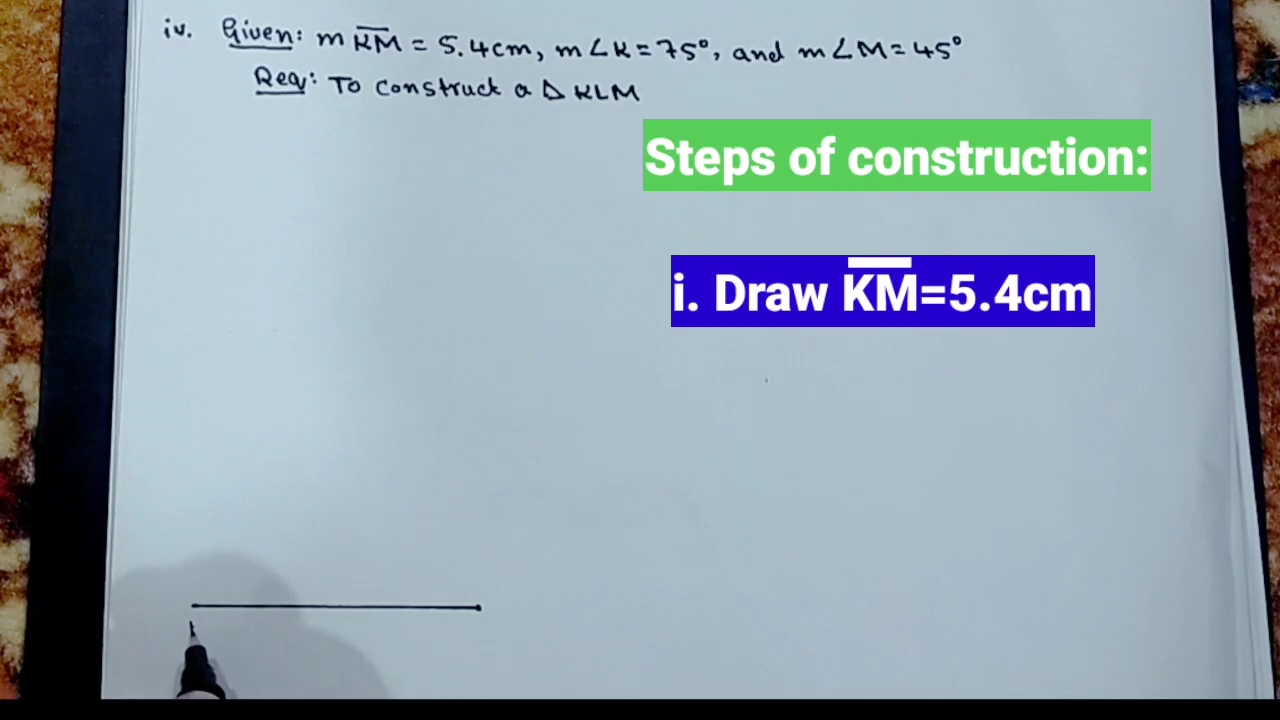 iv. Given: m K̅M̅ = 5.4cm, m∠K=75°, and m∠M=45°
Req: To construct a △ KLM
Steps of construction:
i. Draw K̅M̅=5.4cm